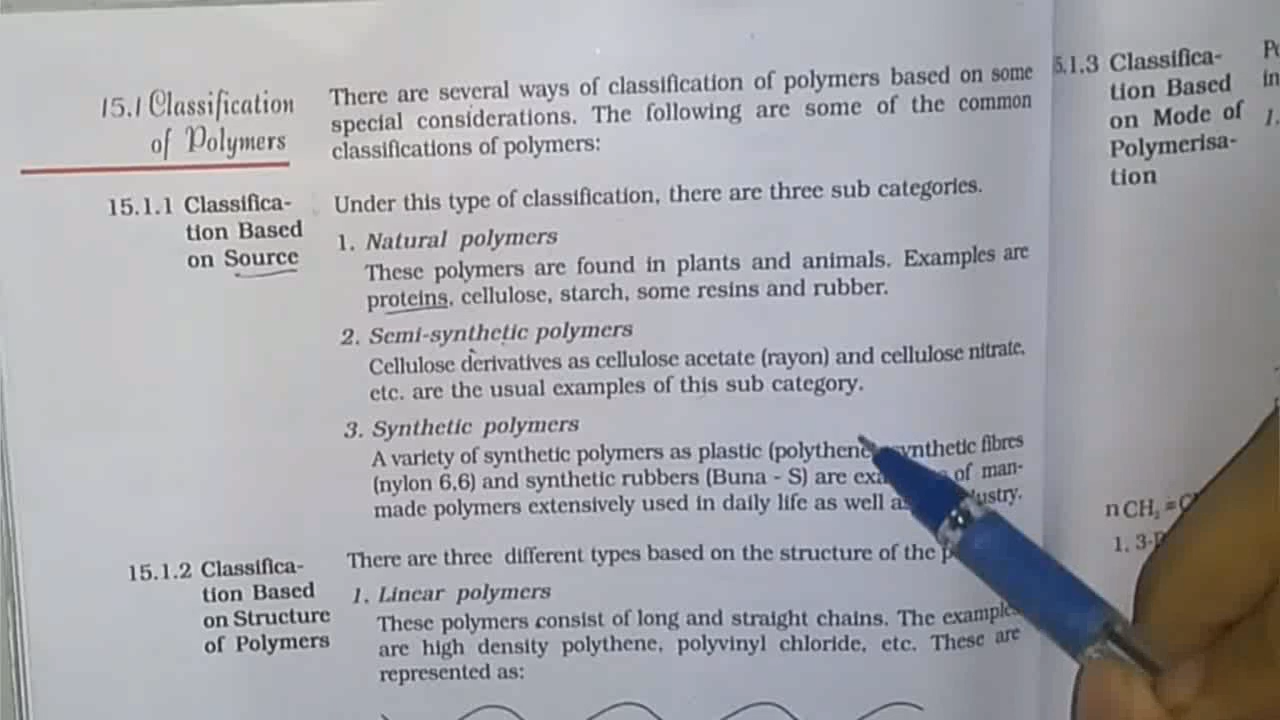 15.1 Classification
of Polymers
There are several ways of classification of polymers based on some
special considerations. The following are some of the common
classifications of polymers:
15.1.1 Classifica-
tion Based
on Source
Under this type of classification, there are three sub categories.
1. Natural polymers
These polymers are found in plants and animals. Examples are
proteins, cellulose, starch, some resins and rubber.
2. Semi-synthetic polymers
Cellulose derivatives as cellulose acetate (rayon) and cellulose nitrate,
etc. are the usual examples of this sub category.
3. Synthetic polymers
A variety of synthetic polymers as plastic (polythene synthetic fibres
(nylon 6,6) and synthetic rubbers (Buna - S) are of man-
made polymers extensively used in daily life as well
15.1.2 Classifica-
tion Based
on Structure
of Polymers
There are three different types based on the structure of the
1. Linear polymers
These polymers consist of long and straight chains. The examples
are high density polythene, polyvinyl chloride, etc. These are
represented as:
5.1.3 Classifica-
tion Based
on Mode of
Polymerisa-
tion
in
1.
nCH₂=
1, 3-